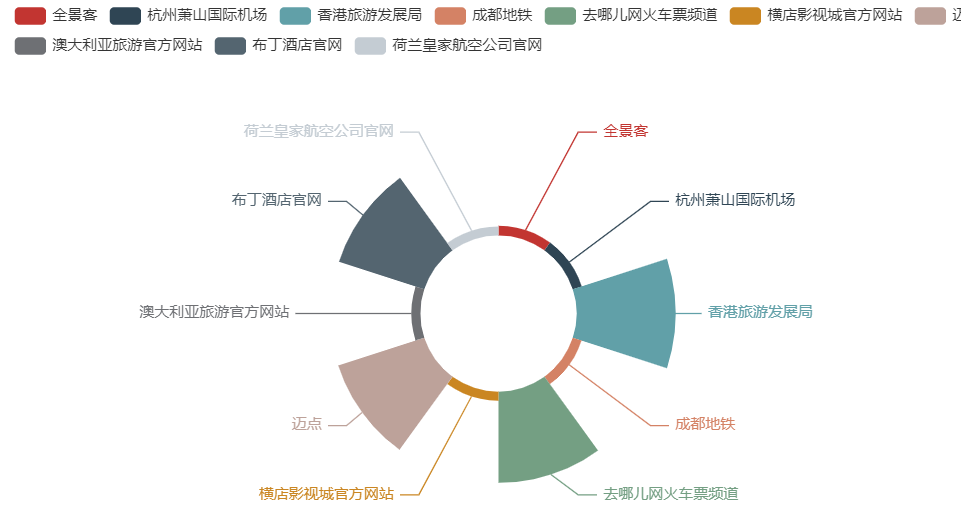 全景客 杭州萧山国际机场 香港旅游发展局 成都地铁 去哪儿网火车票频道 横店影视城官方网站
澳大利亚旅游官方网站 布丁酒店官网 荷兰皇家航空公司官网
荷兰皇家航空公司官网 全景客
布丁酒店官网 杭州萧山国际机场
澳大利亚旅游官方网站 香港旅游发展局
迈点 成都地铁
横店影视城官方网站 去哪儿网火车票频道